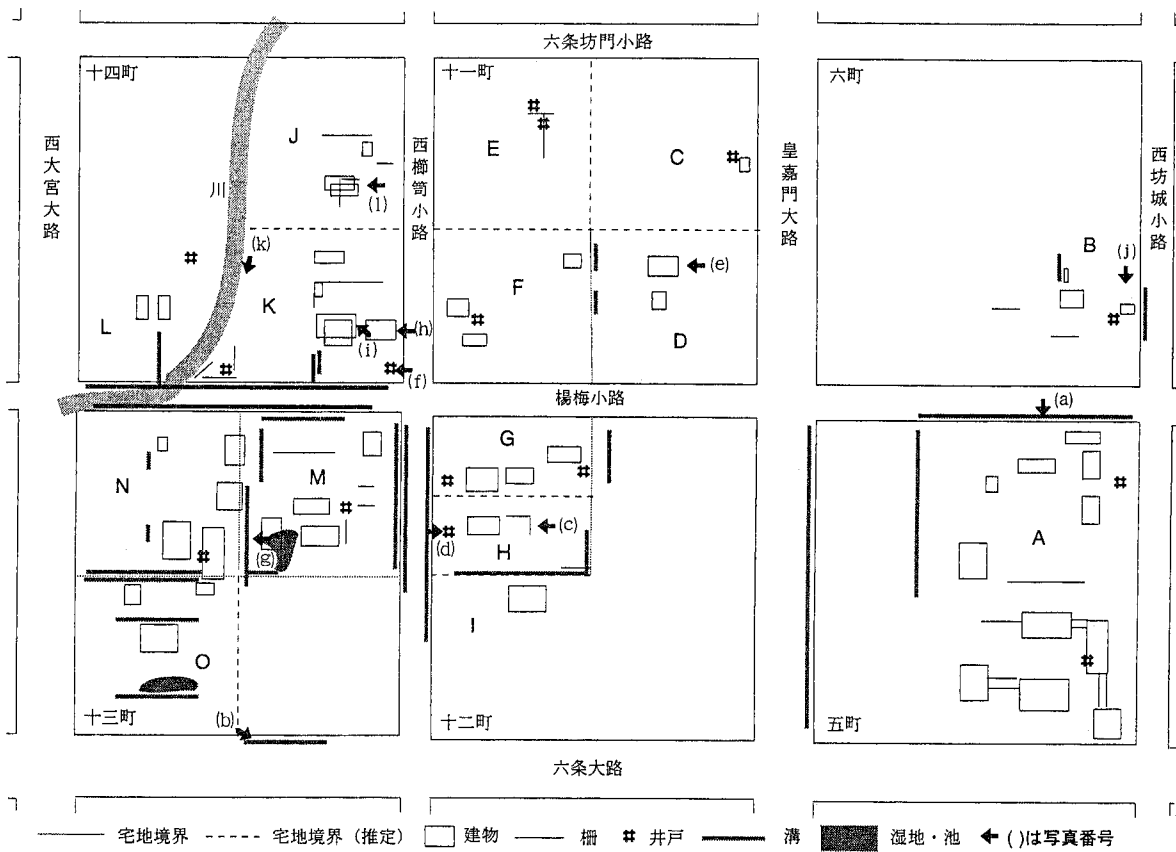 六条坊門小路
十四町
十一町
六町
西大宮大路
西櫛笥小路
皇嘉門大路
西坊城小路
川
J
E
C
B
(l)
(k)
(j)
(e)
L
K
F
D
(h)
(i)
(f)
楊梅小路
(a)
N
M
G
A
(c)
(d)
(g)
H
I
O
(b)
十三町
十二町
五町
六条大路
宅地境界 宅地境界(推定) 建物 柵 井戸 溝 湿地・池 ( )は写真番号